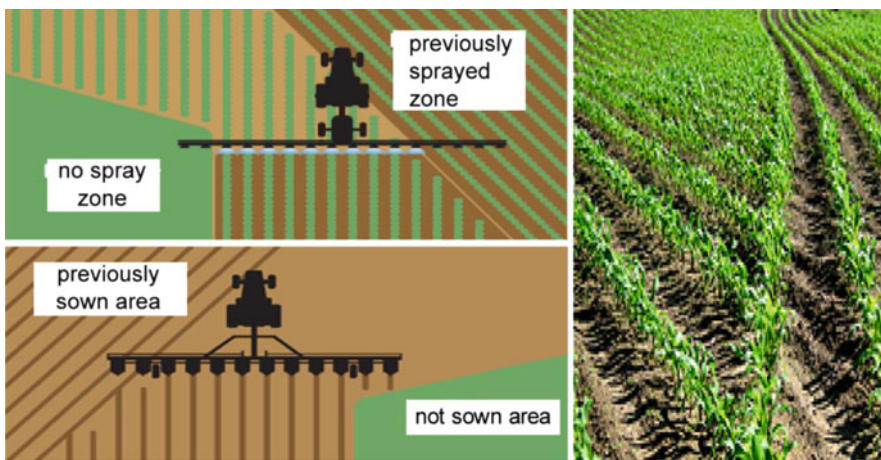 previously
sprayed
zone
no spray
zone
previously
sown area
not sown area